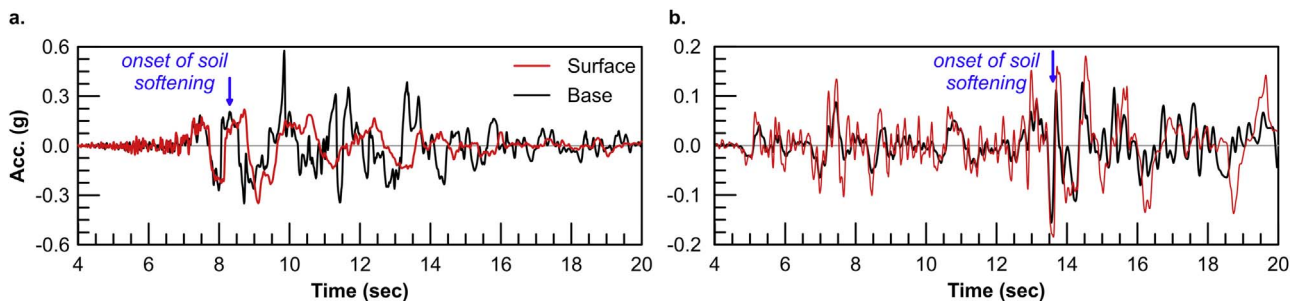 a.
onset of soil
softening
Surface
Base
0.6
0.3
0.0
-0.3
-0.6
Acc. (g)
4 6 8 10 12 14 16 18 20
Time (sec)
b.
onset of soil
softening
0.2
0.1
0.0
-0.1
-0.2
4 6 8 10 12 14 16 18 20
Time (sec)